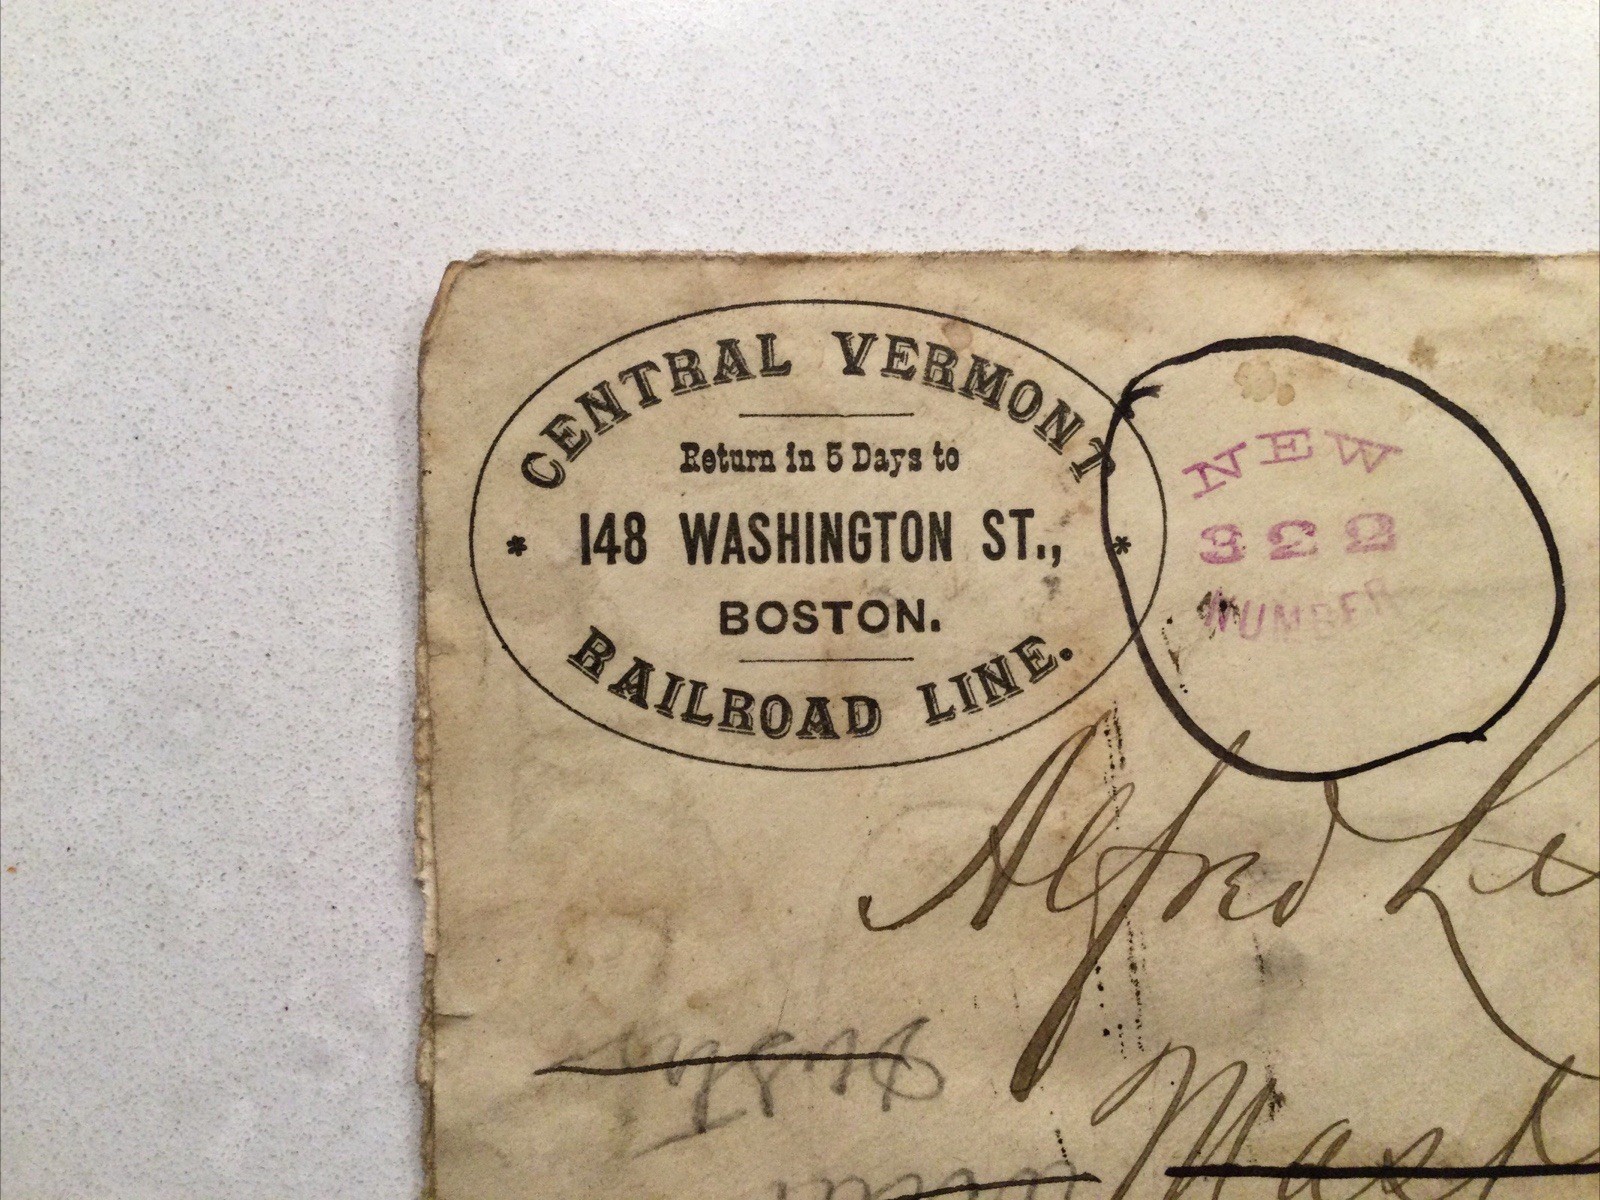 CENTRAL VERMONT
Return in 5 Days to
148 WASHINGTON ST.,
BOSTON.
RAILROAD LINE.
NEW
322
NUMBER
Alfred